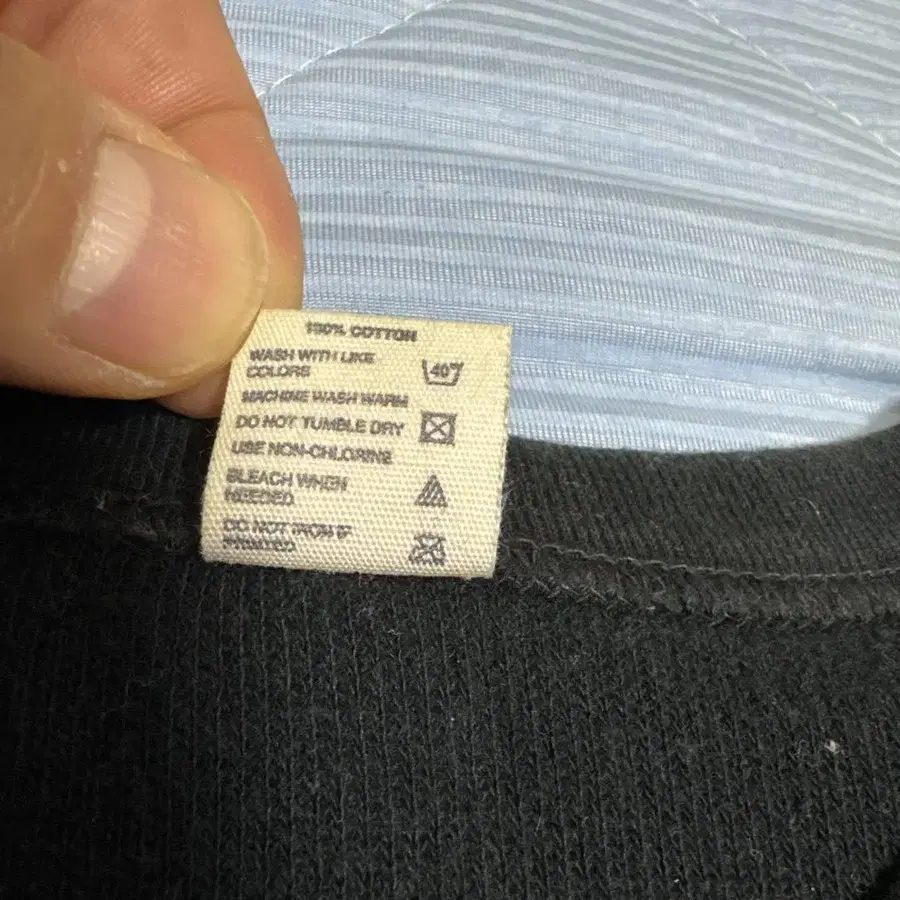 100% COTTON
WASH WITH LIKE
COLORS
40
MACHINE WASH WARM
DO NOT TUMBLE DRY
USE NON-CHLORINE
BLEACH WHEN
NEEDED
DO NOT IRON IF
PRINTED